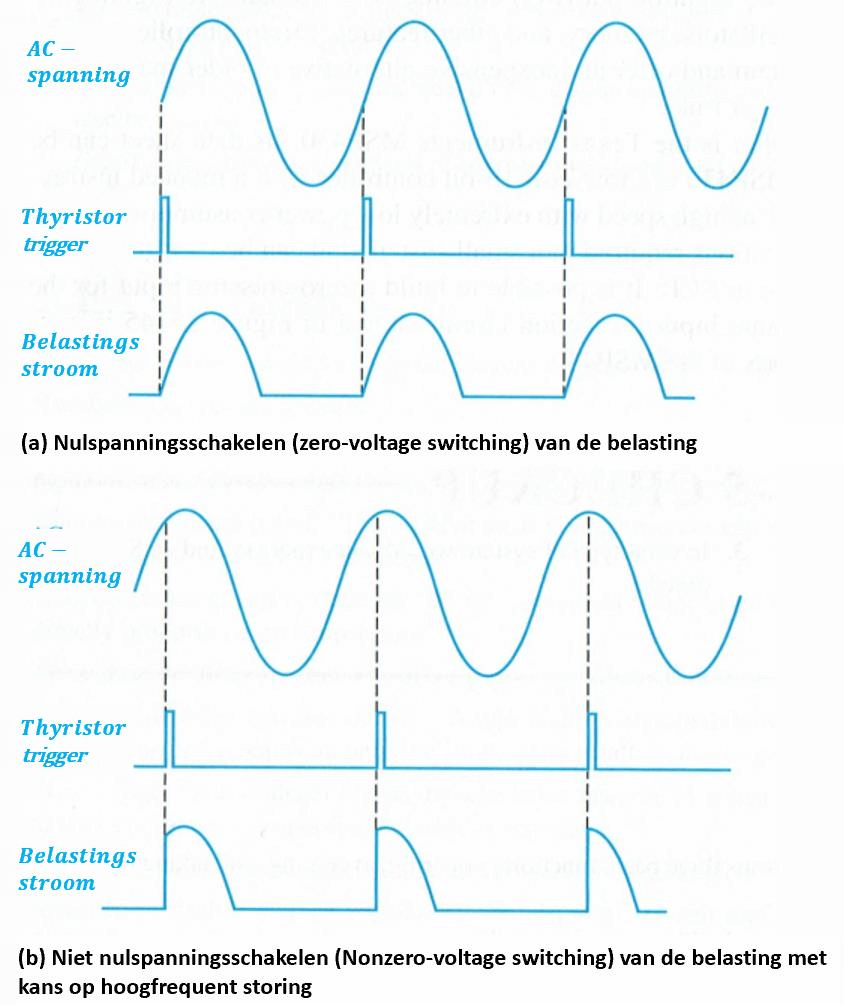 AC –
spanning
Thyristor
trigger
Belastings
stroom
(a) Nulspanningsschakelen (zero-voltage switching) van de belasting
AC –
spanning
Thyristor
trigger
Belastings
stroom
(b) Niet nulspanningsschakelen (Nonzero-voltage switching) van de belasting met
kans op hoogfrequent storing